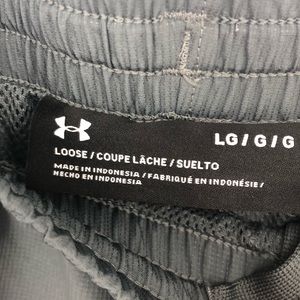 LG / G / G
LOOSE / COUPE LÂCHE / SUELTO
MADE IN INDONESIA / FABRIQUÉ EN INDONÉSIE /
HECHO EN INDONESIA